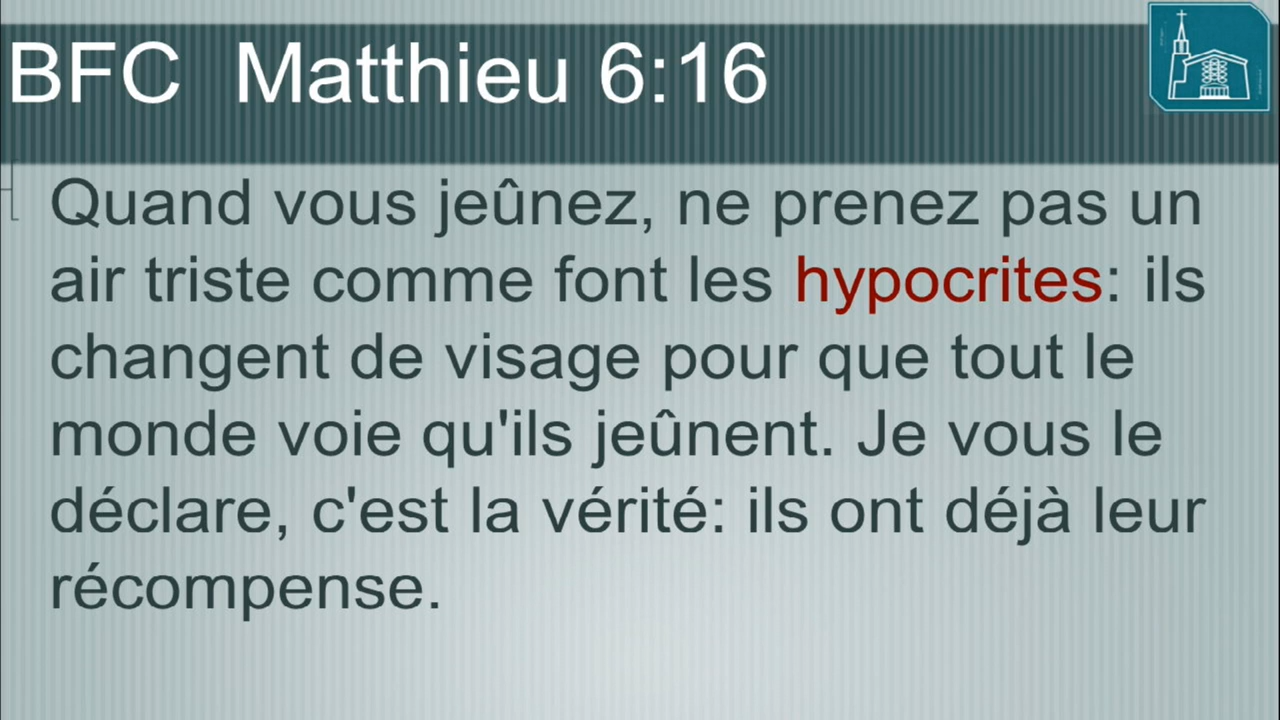 BFC Matthieu 6:16
Quand vous jeûnez, ne prenez pas un
air triste comme font les hypocrites: ils
changent de visage pour que tout le
monde voie qu'ils jeûnent. Je vous le
déclare, c'est la vérité: ils ont déjà leur
récompense.